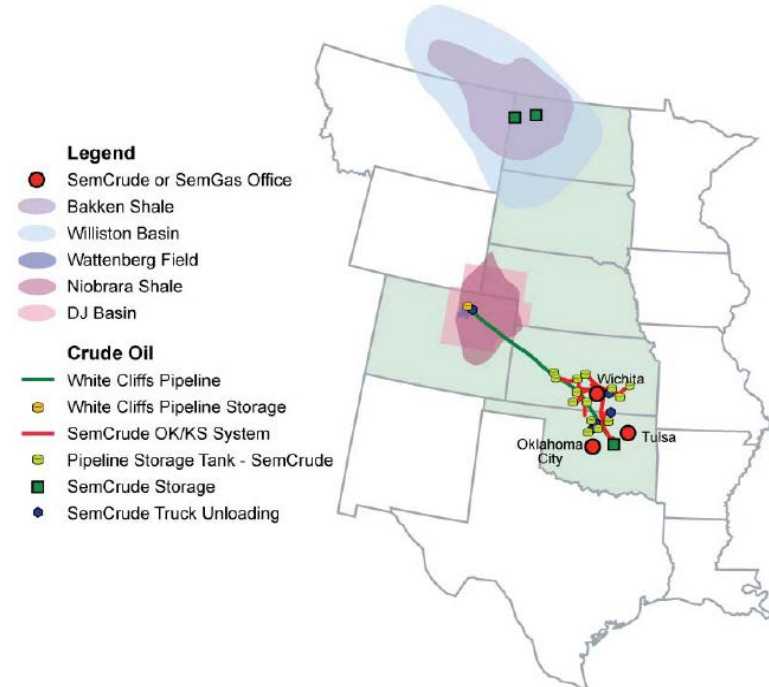 Legend
SemCrude or SemGas Office
Bakken Shale
Williston Basin
Wattenberg Field
Niobrara Shale
DJ Basin
Crude Oil
White Cliffs Pipeline
White Cliffs Pipeline Storage
SemCrude OK/KS System
Pipeline Storage Tank - SemCrude
SemCrude Storage
SemCrude Truck Unloading
Wichita
Tulsa
Oklahoma
City